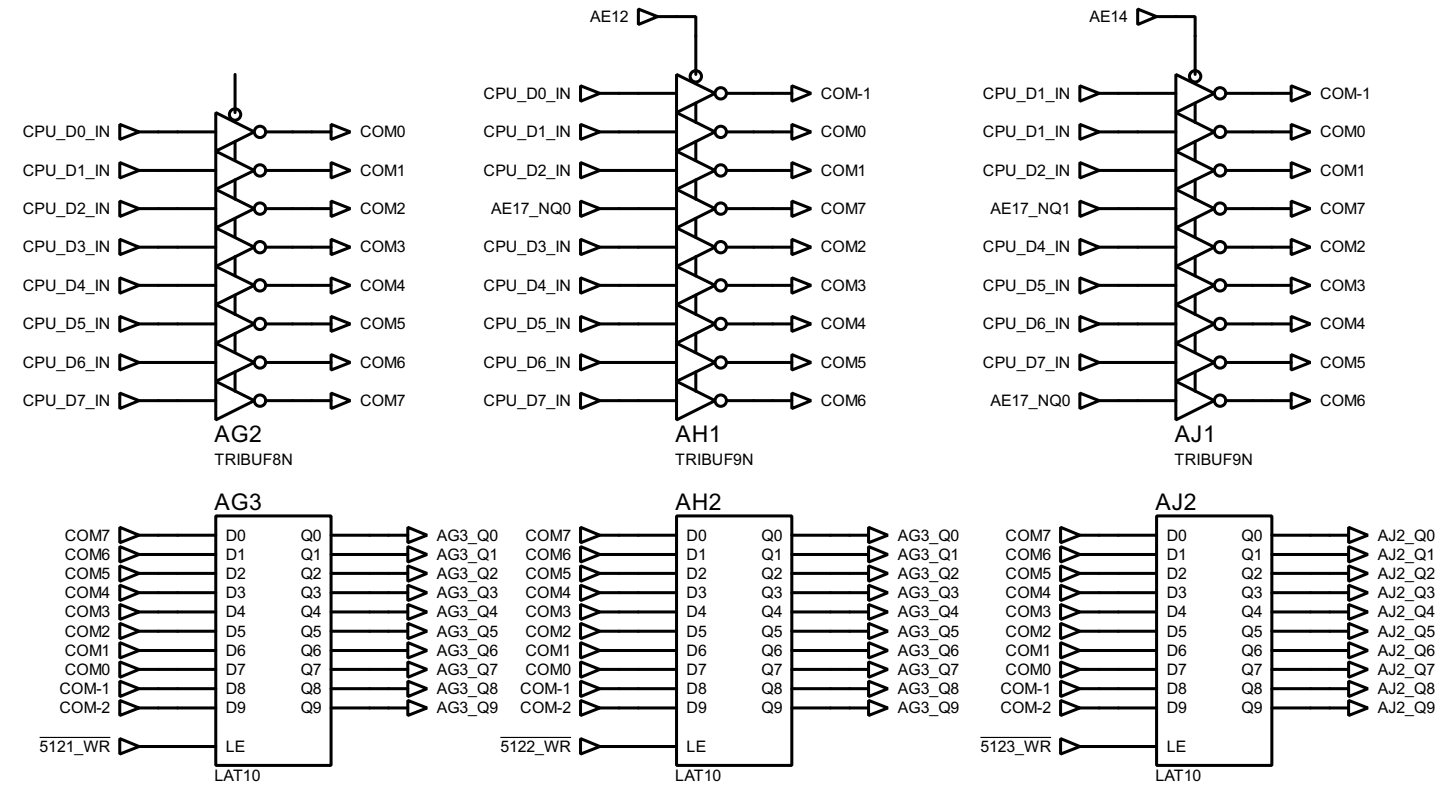 AE12
AE14
CPU_D0_IN COM-1
CPU_D1_IN COM-1
CPU_D0_IN COM0
CPU_D1_IN COM0
CPU_D1_IN COM0
CPU_D1_IN COM1
CPU_D2_IN COM1
CPU_D2_IN COM1
CPU_D2_IN COM2
AE17_NQ0 COM7
AE17_NQ1 COM7
CPU_D3_IN COM3
CPU_D3_IN COM2
CPU_D4_IN COM2
CPU_D4_IN COM4
CPU_D4_IN COM3
CPU_D5_IN COM3
CPU_D5_IN COM5
CPU_D5_IN COM4
CPU_D6_IN COM4
CPU_D6_IN COM6
CPU_D6_IN COM5
CPU_D7_IN COM5
CPU_D7_IN COM7
CPU_D7_IN COM6
AE17_NQ0 COM6
AG2
TRIBUF8N
AH1
TRIBUF9N
AJ1
TRIBUF9N
AG3
COM7 D0 Q0 AG3_Q0
COM6 D1 Q1 AG3_Q1
COM5 D2 Q2 AG3_Q2
COM4 D3 Q3 AG3_Q3
COM3 D4 Q4 AG3_Q4
COM2 D5 Q5 AG3_Q5
COM1 D6 Q6 AG3_Q6
COM0 D7 Q7 AG3_Q7
COM-1 D8 Q8 AG3_Q8
COM-2 D9 Q9 AG3_Q9
5121_WR LE
LAT10
AH2
COM7 D0 Q0 AG3_Q0
COM6 D1 Q1 AG3_Q1
COM5 D2 Q2 AG3_Q2
COM4 D3 Q3 AG3_Q3
COM3 D4 Q4 AG3_Q4
COM2 D5 Q5 AG3_Q5
COM1 D6 Q6 AG3_Q6
COM0 D7 Q7 AG3_Q7
COM-1 D8 Q8 AG3_Q8
COM-2 D9 Q9 AG3_Q9
5122_WR LE
LAT10
AJ2
COM7 D0 Q0 AJ2_Q0
COM6 D1 Q1 AJ2_Q1
COM5 D2 Q2 AJ2_Q2
COM4 D3 Q3 AJ2_Q3
COM3 D4 Q4 AJ2_Q4
COM2 D5 Q5 AJ2_Q5
COM1 D6 Q6 AJ2_Q6
COM0 D7 Q7 AJ2_Q7
COM-1 D8 Q8 AJ2_Q8
COM-2 D9 Q9 AJ2_Q9
5123_WR LE
LAT10